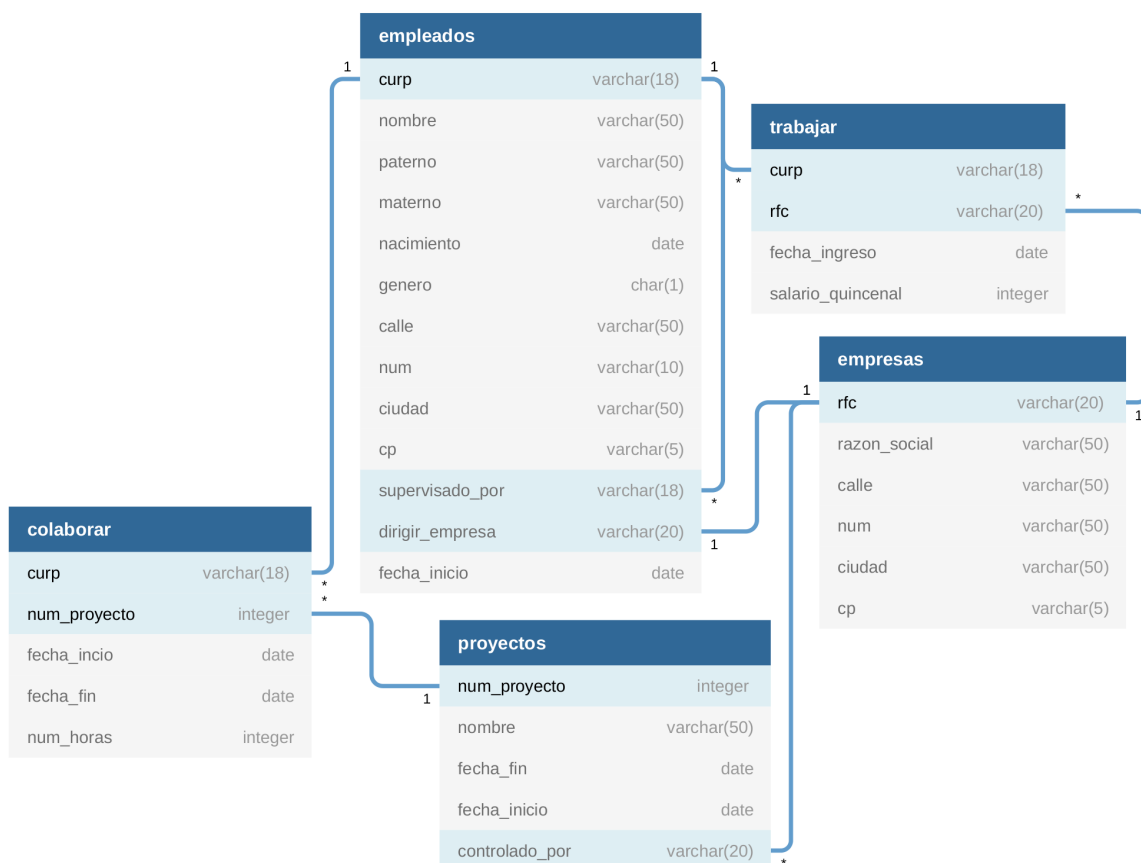 empleados
1 curp varchar(18) 1
nombre varchar(50)
paterno varchar(50)
materno varchar(50)
nacimiento date
genero char(1)
calle varchar(50)
num varchar(10)
ciudad varchar(50)
cp varchar(5)
supervisado_por varchar(18)
*
dirigir_empresa varchar(20)
1
fecha_inicio date
trabajar
curp varchar(18)
*
rfc varchar(20)
*
fecha_ingreso date
salario_quincenal integer
empresas
1
rfc varchar(20)
1
razon_social varchar(50)
calle varchar(50)
num varchar(50)
ciudad varchar(50)
cp varchar(5)
colaborar
curp varchar(18)
*
*
num_proyecto integer
fecha_incio date
fecha_fin date
num_horas integer
proyectos
num_proyecto integer
1
nombre varchar(50)
fecha_fin date
fecha_inicio date
controlado_por varchar(20)
*